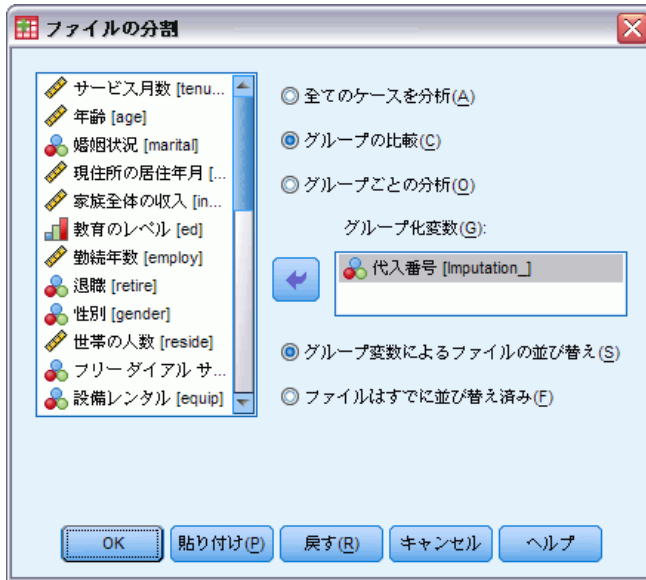 ファイルの分割
サービス月数 [tenu...
年齢 [age]
婚姻状況 [marital]
現住所の居住年月 [...
家族全体の収入 [in...
教育のレベル [ed]
勤続年数 [employ]
退職 [retire]
性別 [gender]
世帯の人数 [reside]
フリー ダイアル サ...
設備レンタル [equip]
全てのケースを分析(A)
グループの比較(C)
グループごとの分析(O)
グループ化変数(G):
代入番号 [Imputation_]
グループ変数によるファイルの並び替え(S)
ファイルはすでに並び替え済み(F)
OK
貼り付け(P)
戻す(R)
キャンセル
ヘルプ